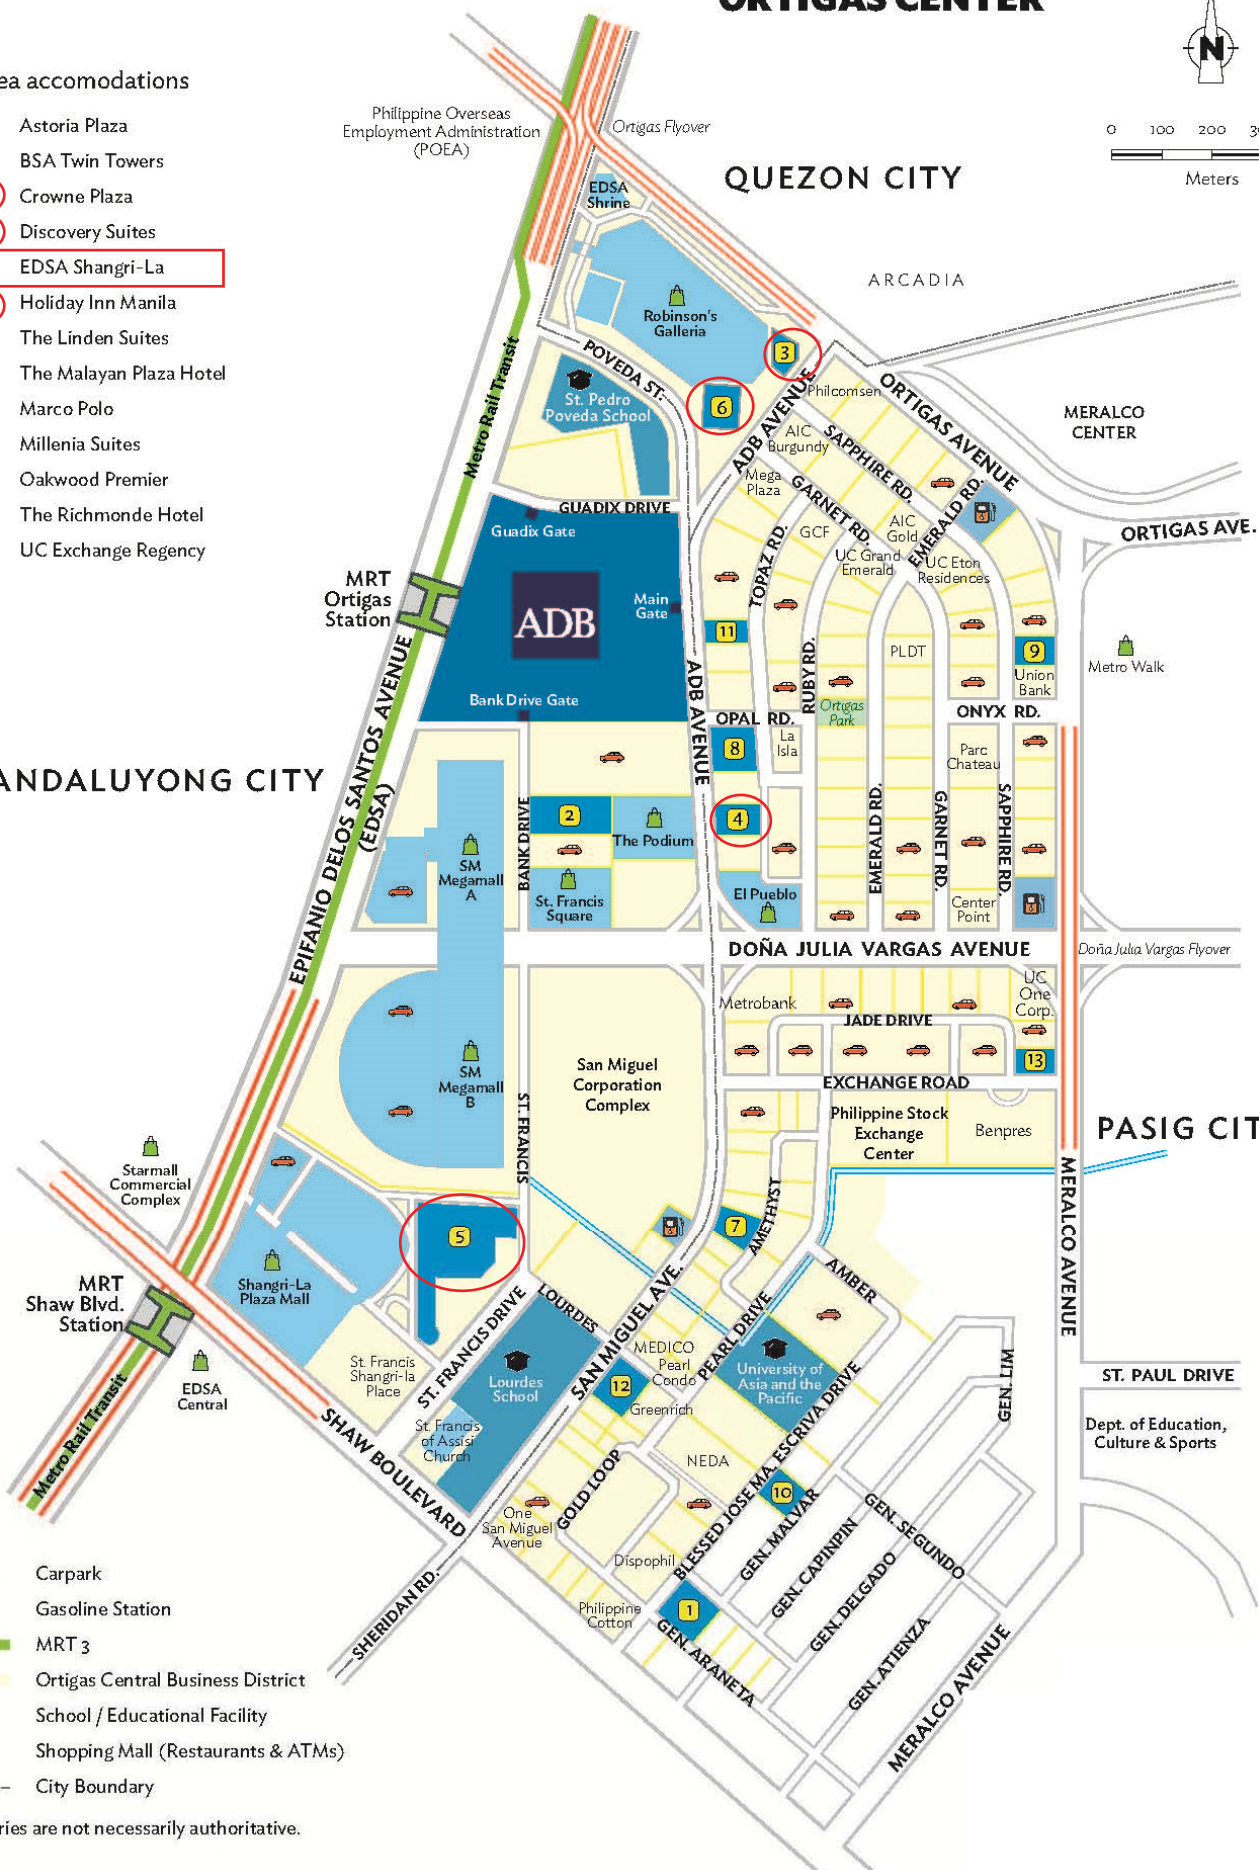 ORTIGAS CENTER
N
ea accomodations
Astoria Plaza
BSA Twin Towers
Crowne Plaza
Discovery Suites
EDSA Shangri-La
Holiday Inn Manila
The Linden Suites
The Malayan Plaza Hotel
Marco Polo
Millenia Suites
Oakwood Premier
The Richmonde Hotel
UC Exchange Regency
0 100 200 3
Meters
Philippine Overseas
Employment Administration
(POEA)
Ortigas Flyover
QUEZON CITY
EDSA
Shrine
ARCADIA
Robinson's
Galleria
3
POVEDA ST.
Metro Rail Transit
St. Pedro
Poveda School
6
ADB AVENUE
Philcomsen
ORTIGAS AVENUE
MERALCO
CENTER
AIC
Burgundy
SAPPHIRE RD.
Mega
Plaza
GARNET RD.
EMERALD RD.
GUADIX DRIVE
Guadix Gate
GCF
AIC
Gold
ORTIGAS AVE.
TOPAZ RD.
UC Grand
Emerald
UC Eton
Residences
MRT
Ortigas
Station
ADB
Main
Gate
11
RUBY RD.
PLDT
9
Union
Bank
Metro Walk
Bank Drive Gate
ADB AVENUE
OPAL RD.
Ortigas
Park
ONYX RD.
8
La
Isla
Parc
Chateau
ANDALUYONG CITY
EPIFANIO DELOS SANTOS AVENUE
(EDSA)
BANK DRIVE
2
The Podium
4
EMERALD RD.
GARNET RD.
SAPPHIRE RD.
SM
Megamall
A
St. Francis
Square
El Pueblo
Center
Point
DOÑA JULIA VARGAS AVENUE
Doña Julia Vargas Flyover
Metrobank
UC
One
Corp.
JADE DRIVE
13
SM
Megamall
B
San Miguel
Corporation
Complex
EXCHANGE ROAD
ST. FRANCIS
Philippine Stock
Exchange
Center
Benpres
PASIG CIT
Starmall
Commercial
Complex
MERALCO AVENUE
5
7
AMETHYST
Shangri-La
Plaza Mall
AMBER
MRT
Shaw Blvd.
Station
LOURDES
SAN MIGUEL AVE.
PEARL DRIVE
ST. FRANCIS DRIVE
MEDICO
Pearl
Condo
University of
Asia and the
Pacific
GEN. LIM
ST. PAUL DRIVE
St. Francis
Shangri-la
Place
Lourdes
School
12
Greenrich
EDSA
Central
Metro Rail Transit
SHAW BOULEVARD
St. Francis
of Assisi
Church
BLESSED JOSE MA. ESCRIVA DRIVE
Dept. of Education,
Culture & Sports
NEDA
GOLD LOOP
10
GEN. MALVAR
GEN. SEGUNDO
One
San Miguel
Avenue
GEN. CAPINPIN
Dispophil
GEN. DELGADO
SHERIDAN RD.
Philippine
Cotton
1
GEN. ARANETA
GEN. ATIENZA
MERALCO AVENUE
Carpark
Gasoline Station
MRT 3
Ortigas Central Business District
School / Educational Facility
Shopping Mall (Restaurants & ATMs)
City Boundary
ries are not necessarily authoritative.